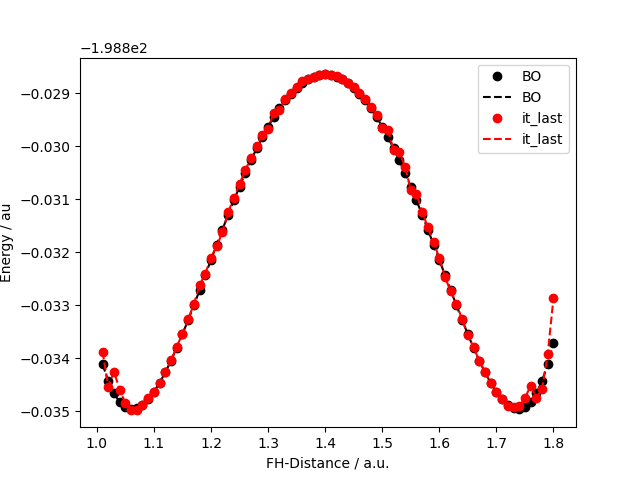 −1.988e2
BO
BO
it_last
it_last
−0.029
−0.030
−0.031
−0.032
−0.033
−0.034
−0.035
Energy / au
1.0 1.1 1.2 1.3 1.4 1.5 1.6 1.7 1.8
FH-Distance / a.u.